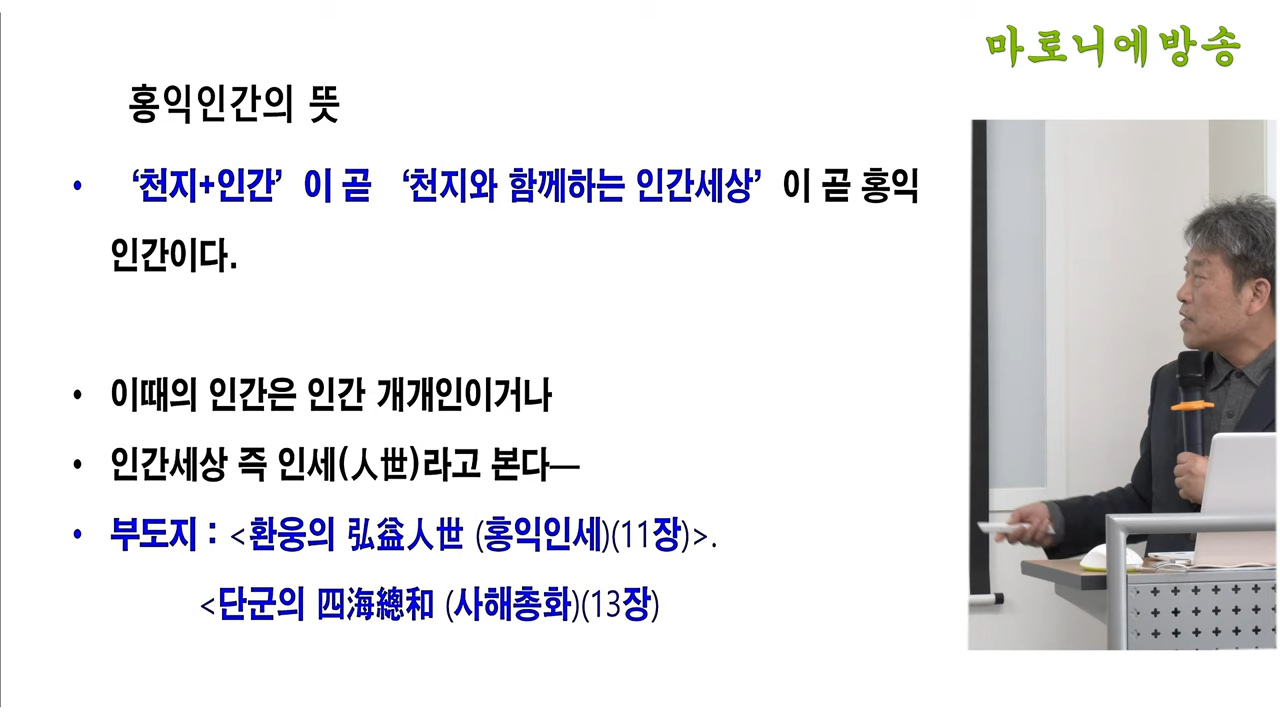 마로니에방송
홍익인간의 뜻
• ‘천지+인간’ 이 곧 ‘천지와 함께하는 인간세상’ 이 곧 홍익
인간이다.
• 이때의 인간은 인간 개개인이거나
• 인간세상 즉 인세(人世)라고 본다—
• 부도지 : <환웅의 弘益人世 (홍익인세)(11장)>.
<단군의 四海總和 (사해총화)(13장)